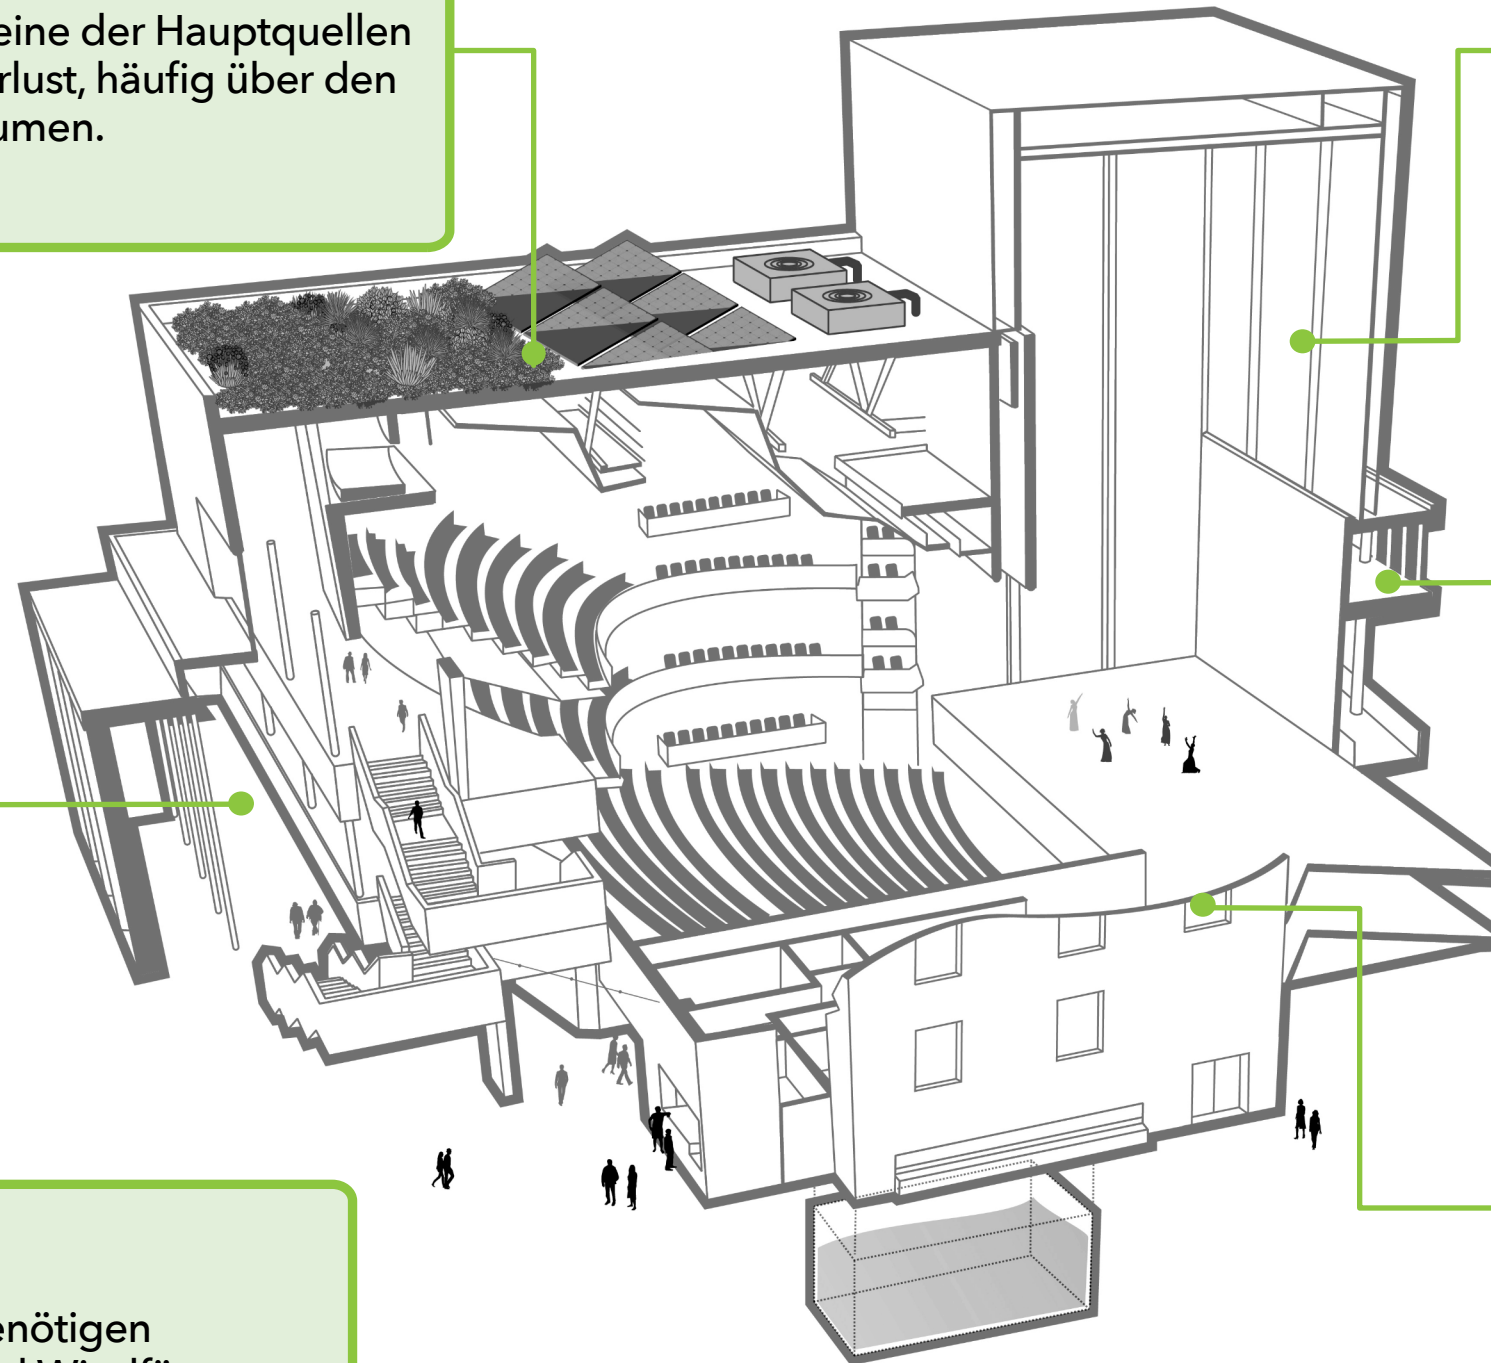 eine der Hauptquellen
rlust, häufig über den
umen.
enötigen